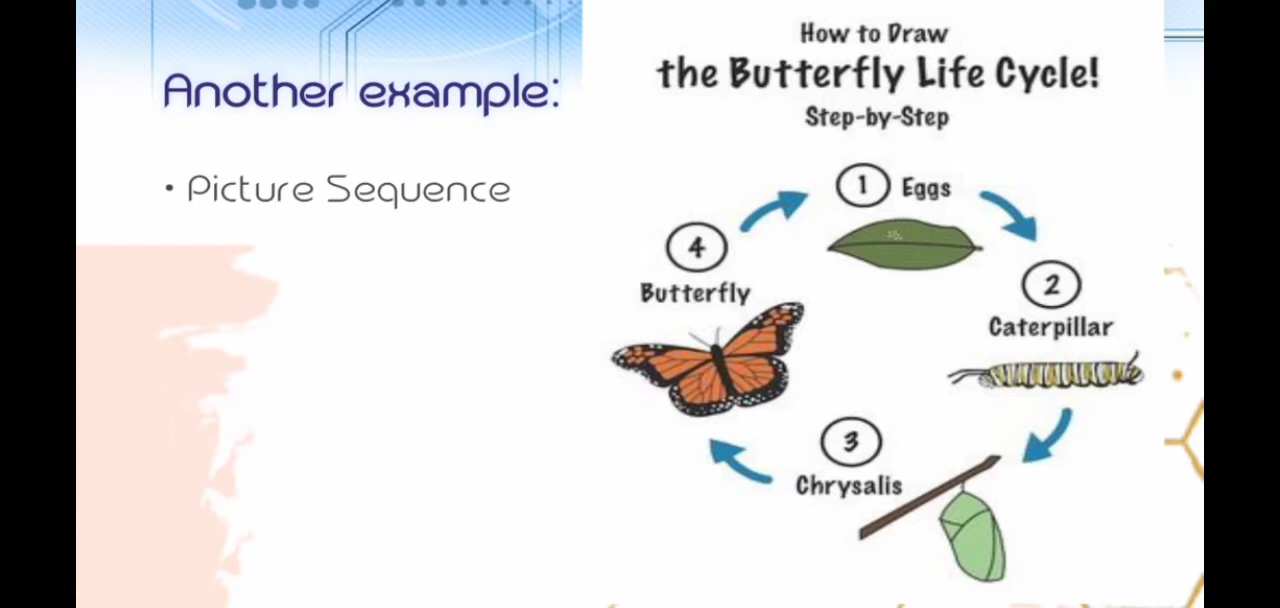 Another example:
• Picture Sequence
How to Draw
the Butterfly Life Cycle!
Step-by-Step
1 Eggs
2
Caterpillar
3
Chrysalis
4
Butterfly